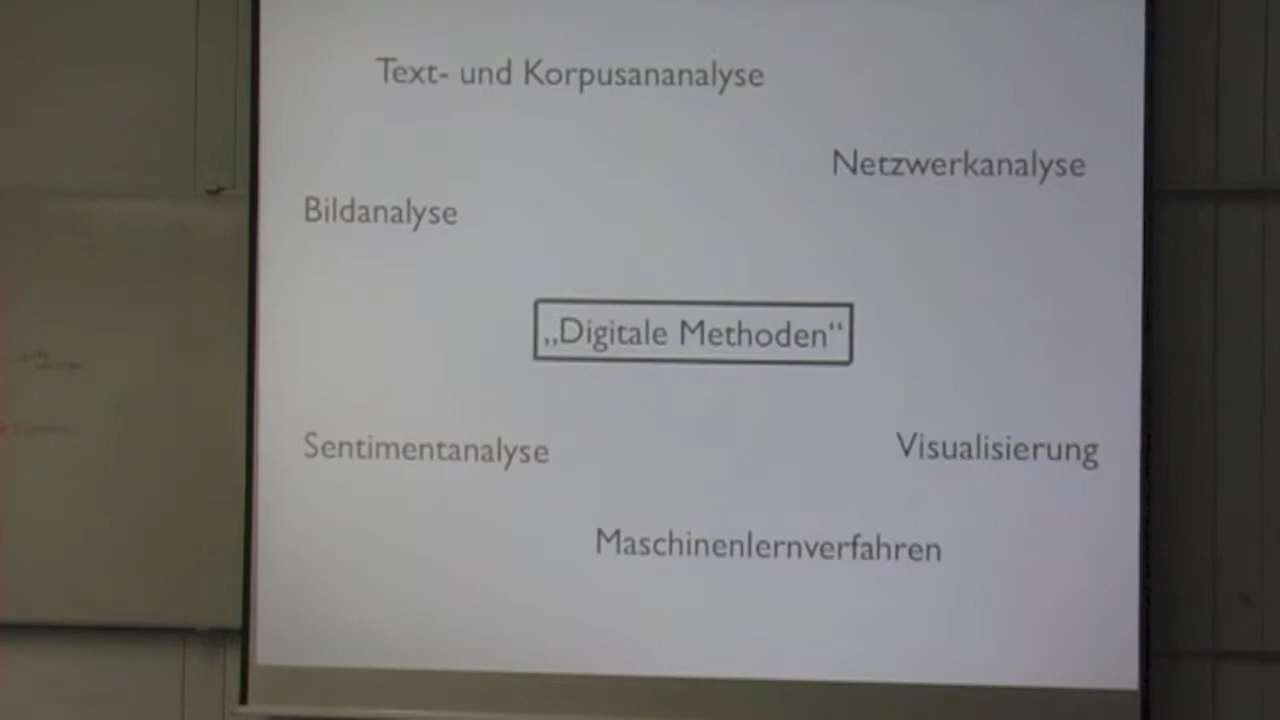 Text- und Korpusananalyse
Netzwerkanalyse
Bildanalyse
„Digitale Methoden“
Sentimentanalyse
Visualisierung
Maschinenlernverfahren